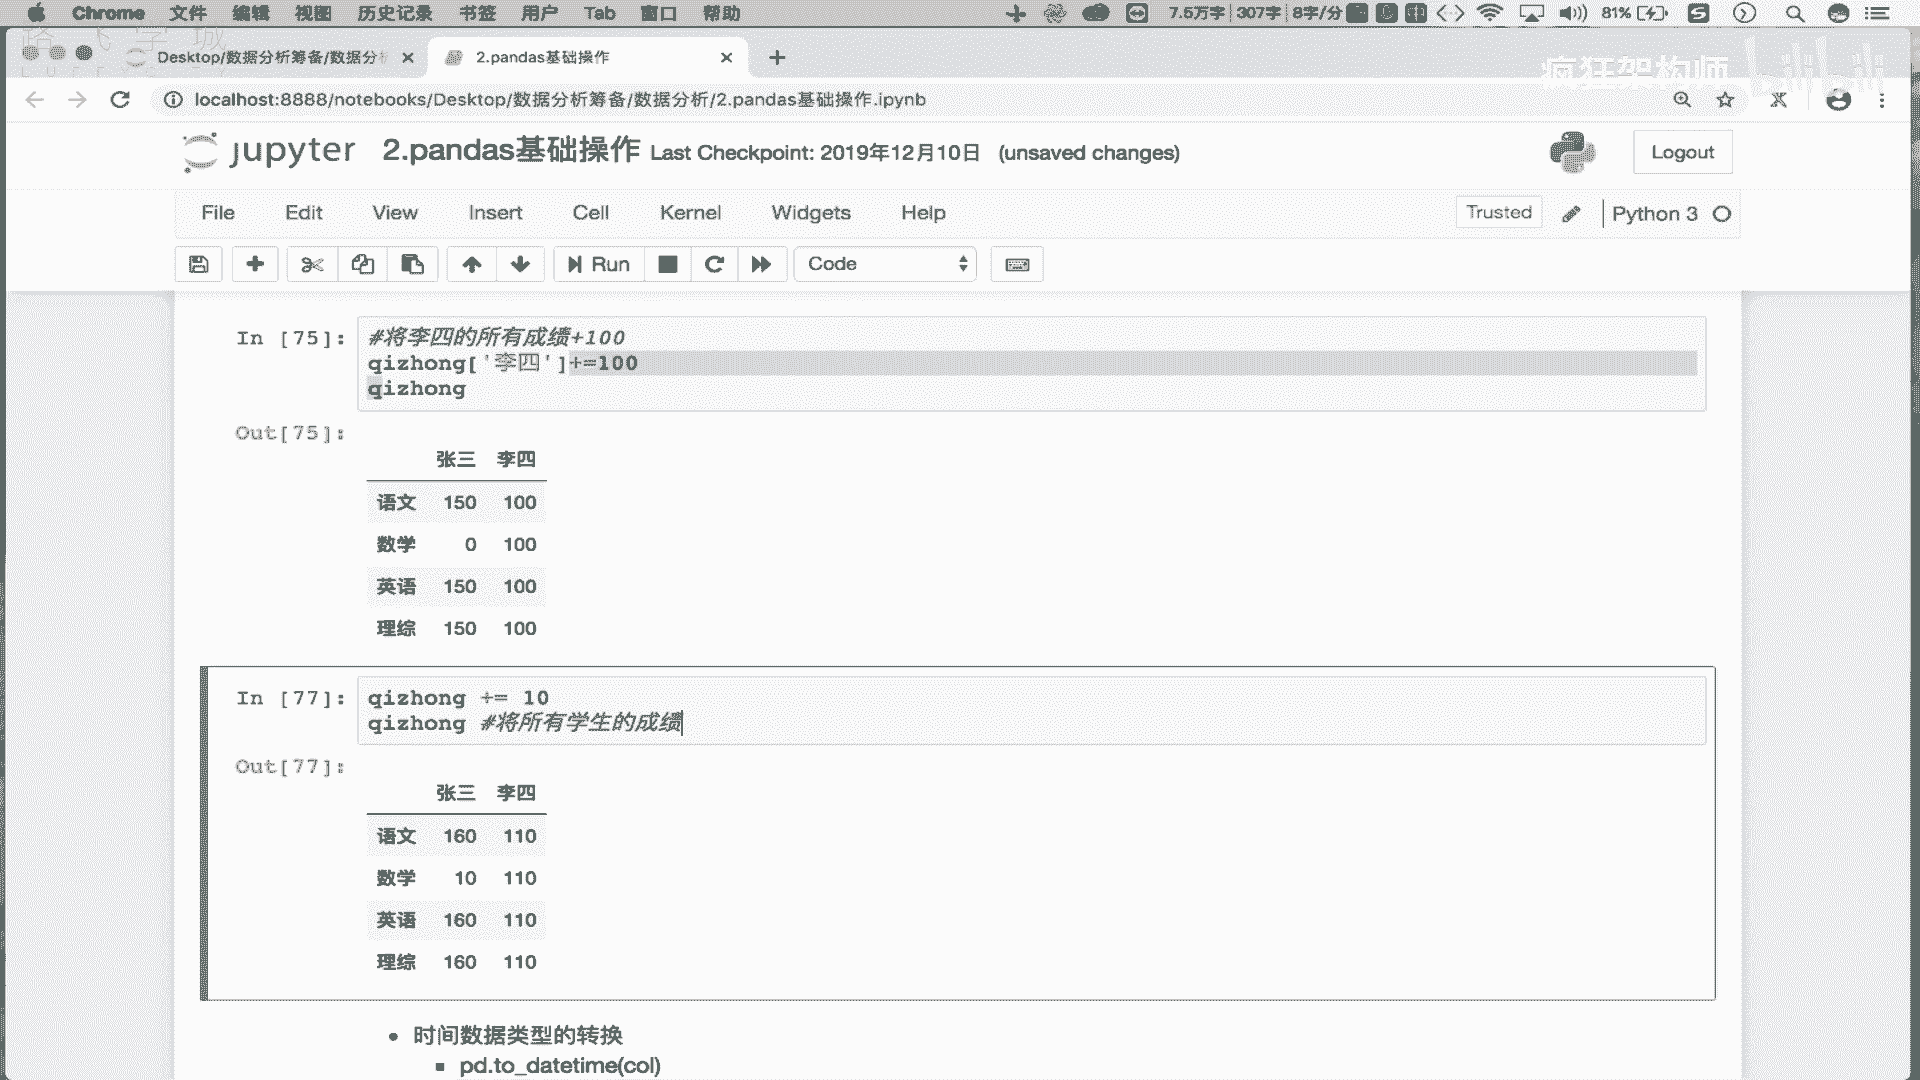 Chrome 文件 编辑 视图 历史记录 书签 用户 Tab 窗口 帮助 7.5万字 307字 8字/分 81%
Desktop/数据分析筹备/数据分析 2.pandas基础操作
疯狂架构师 bilibili
localhost:8888/notebooks/Desktop/数据分析筹备/数据分析/2.pandas基础操作.ipynb
jupyter 2.pandas基础操作 Last Checkpoint: 2019年12月10日 (unsaved changes) Logout
File Edit View Insert Cell Kernel Widgets Help Trusted Python 3
Run Code
In [75]: #将李四的所有成绩+100
qizhong['李四']+=100
qizhong
Out[75]:
张三 李四
语文 150 100
数学 0 100
英语 150 100
理综 150 100
In [77]: qizhong += 10
qizhong #将所有学生的成绩
Out[77]:
张三 李四
语文 160 110
数学 10 110
英语 160 110
理综 160 110
• 时间数据类型的转换
▪ pd.to_datetime(col)